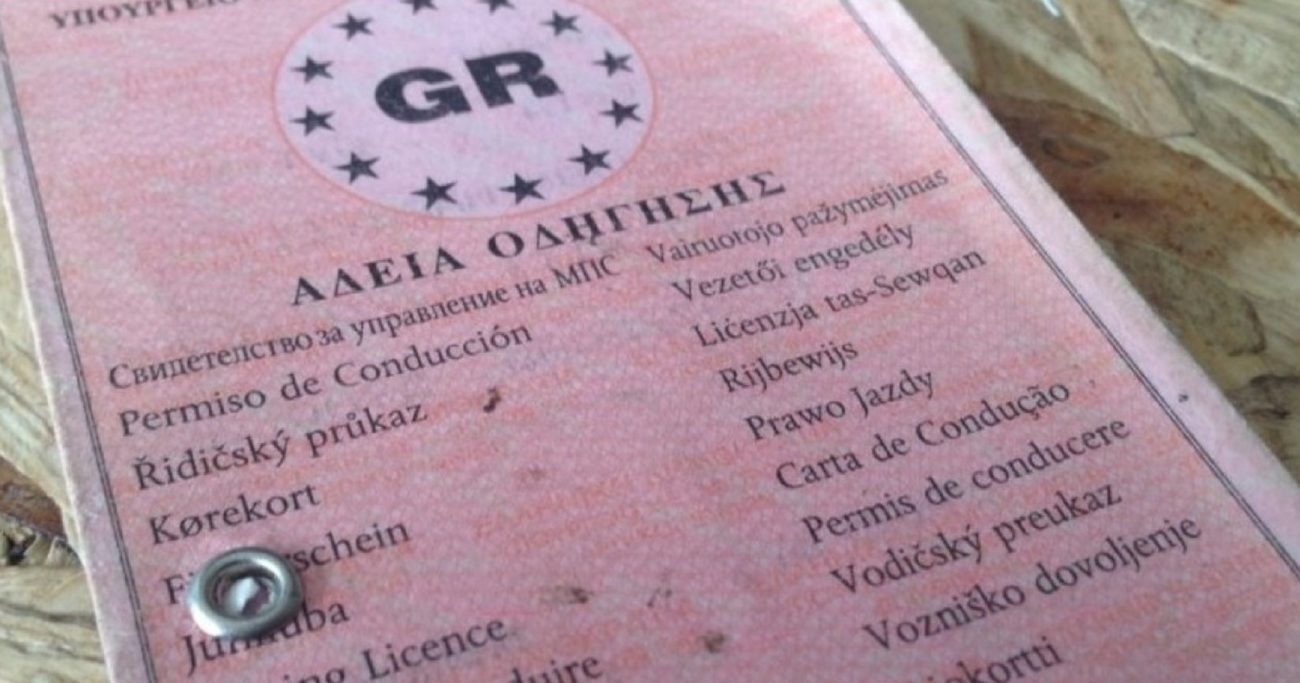 GR
ΑΔΕΙΑ ΟΔΗΓΗΣΗΣ
Свидетелство за управление на МПС
Permiso de Conducción
Řidičský průkaz
Kørekort
Licence
Vairuotojo pažymėjimas
Vezetői engedély
Liċenzja tas-Sewqan
Rijbewijs
Prawo Jazdy
Carta de Condução
Permis de conducere
Vodičský preukaz
Vozniško dovoljenje